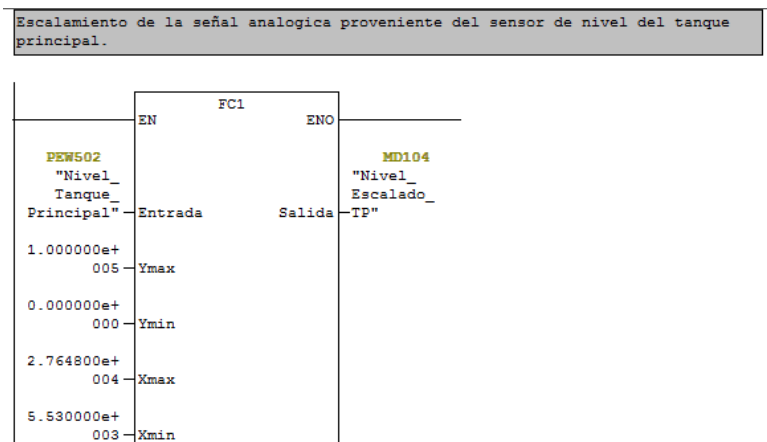 Escalamiento de la señal analogica proveniente del sensor de nivel del tanque
principal.
FC1
EN ENO
PEW502 MD104
"Nivel_ "Nivel_
Tanque_ Escalado_
Principal" Entrada Salida TP"
1.000000e+
005 Ymax
0.000000e+
000 Ymin
2.764800e+
004 Xmax
5.530000e+
003 Xmin